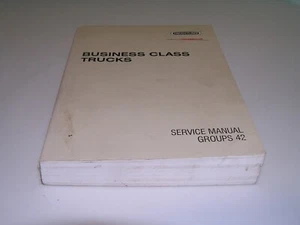 BUSINESS CLASS
TRUCKS
SERVICE MANUAL
GROUPS 42